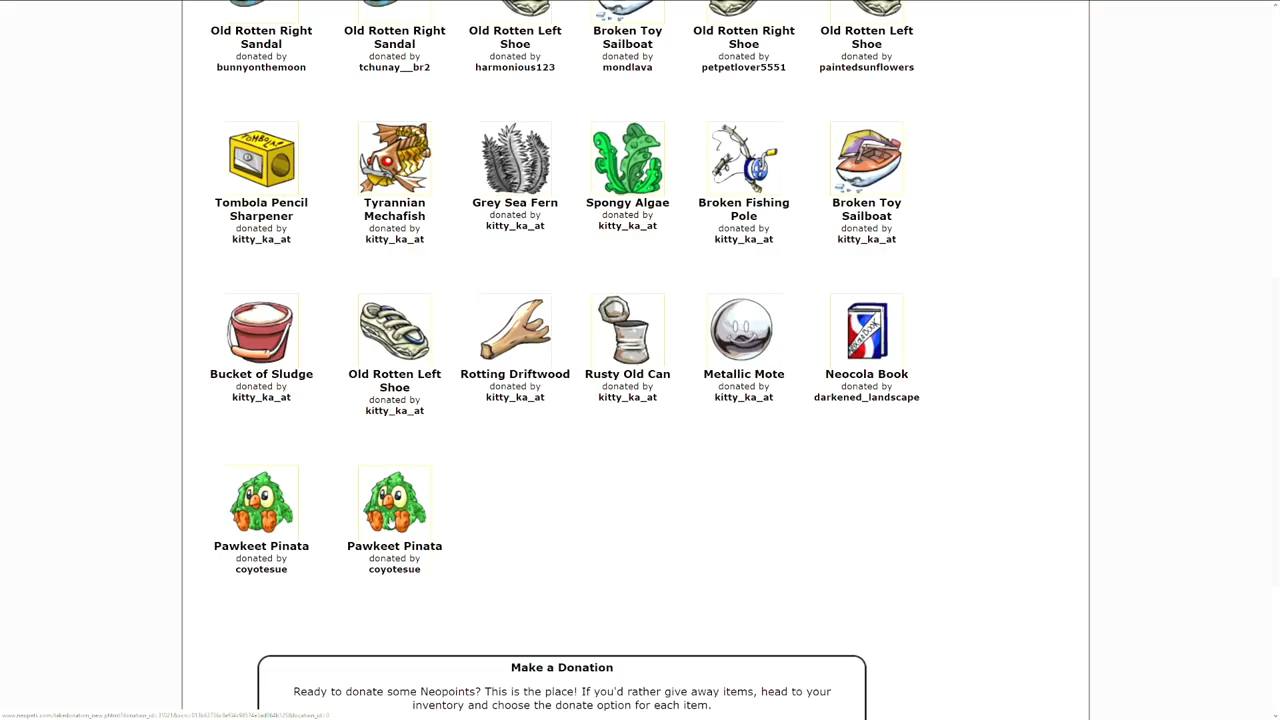 Old Rotten Right Sandal
donated by
bunnyonthemoon
Old Rotten Right Sandal
donated by
tchunay__br2
Old Rotten Left Shoe
donated by
harmonious123
Broken Toy Sailboat
donated by
mondlava
Old Rotten Right Shoe
donated by
petpetlover5551
Old Rotten Left Shoe
donated by
paintedsunflowers
TOMBOLA
Tombola Pencil Sharpener
donated by
kitty_ka_at
Tyrannian Mechafish
donated by
kitty_ka_at
Grey Sea Fern
donated by
kitty_ka_at
Spongy Algae
donated by
kitty_ka_at
Broken Fishing Pole
donated by
kitty_ka_at
Broken Toy Sailboat
donated by
kitty_ka_at
Bucket of Sludge
donated by
kitty_ka_at
Old Rotten Left Shoe
donated by
kitty_ka_at
Rotting Driftwood
donated by
kitty_ka_at
Rusty Old Can
donated by
kitty_ka_at
Metallic Mote
donated by
kitty_ka_at
Neocola Book
donated by
darkened_landscape
Pawkeet Pinata
donated by
coyotesue
Pawkeet Pinata
donated by
coyotesue
Make a Donation
Ready to donate some Neopoints? This is the place! If you'd rather give away items, head to your
inventory and choose the donate option for each item.